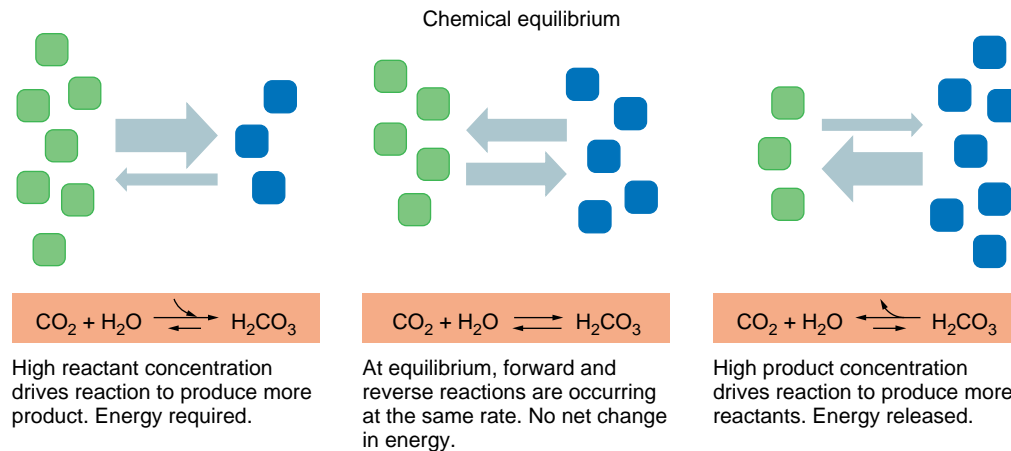 Chemical equilibrium
CO₂ + H₂O H₂CO₃
High reactant concentration
drives reaction to produce more
product. Energy required.
CO₂ + H₂O H₂CO₃
At equilibrium, forward and
reverse reactions are occurring
at the same rate. No net change
in energy.
CO₂ + H₂O H₂CO₃
High product concentration
drives reaction to produce more
reactants. Energy released.